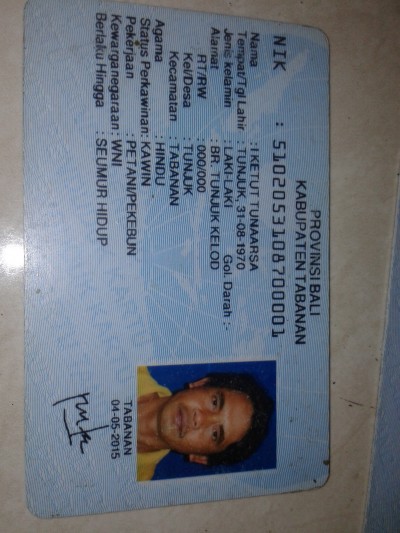 PROVINSI BALI
KABUPATEN TABANAN
NIK : 5102053108700001
Nama : I KETUT TUNAARSA
Tempat/Tgl Lahir : TUNJUK, 31-08-1970
Jenis kelamin : LAKI-LAKI Gol. Darah :-
Alamat : BR. TUNJUK KELOD
RT/RW : 000/000
Kel/Desa : TUNJUK
Kecamatan : TABANAN
Agama : HINDU
Status Perkawinan: KAWIN
Pekerjaan : PETANI/PEKEBUN
Kewarganegaraan: WNI
Berlaku Hingga : SEUMUR HIDUP
TABANAN
04-05-2015